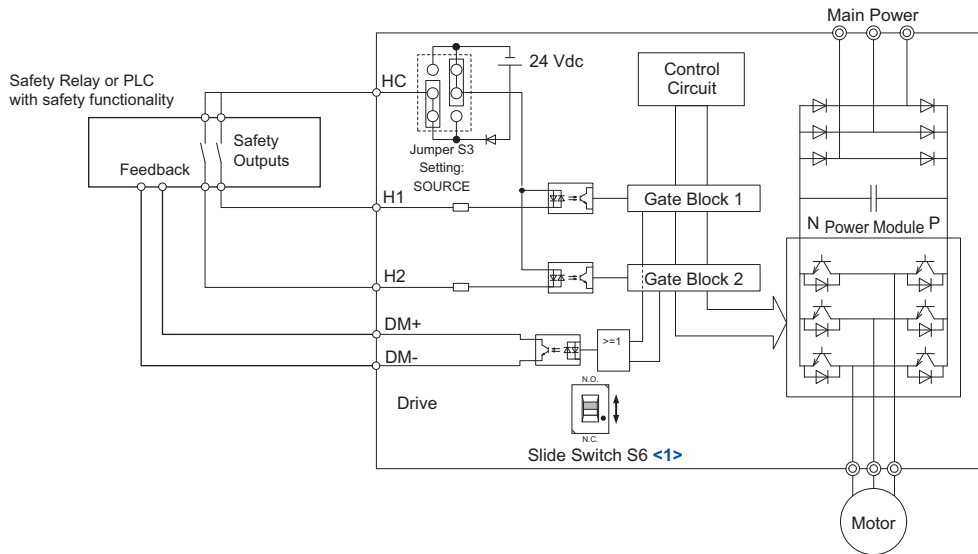 Main Power
24 Vdc
HC
Control
Circuit
Safety Relay or PLC
with safety functionality
Safety
Outputs
Feedback
Jumper S3
Setting:
SOURCE
H1
Gate Block 1
N
Power Module
P
H2
Gate Block 2
DM+
>=1
DM-
N.O.
Drive
N.C.
Slide Switch S6 <1>
Motor